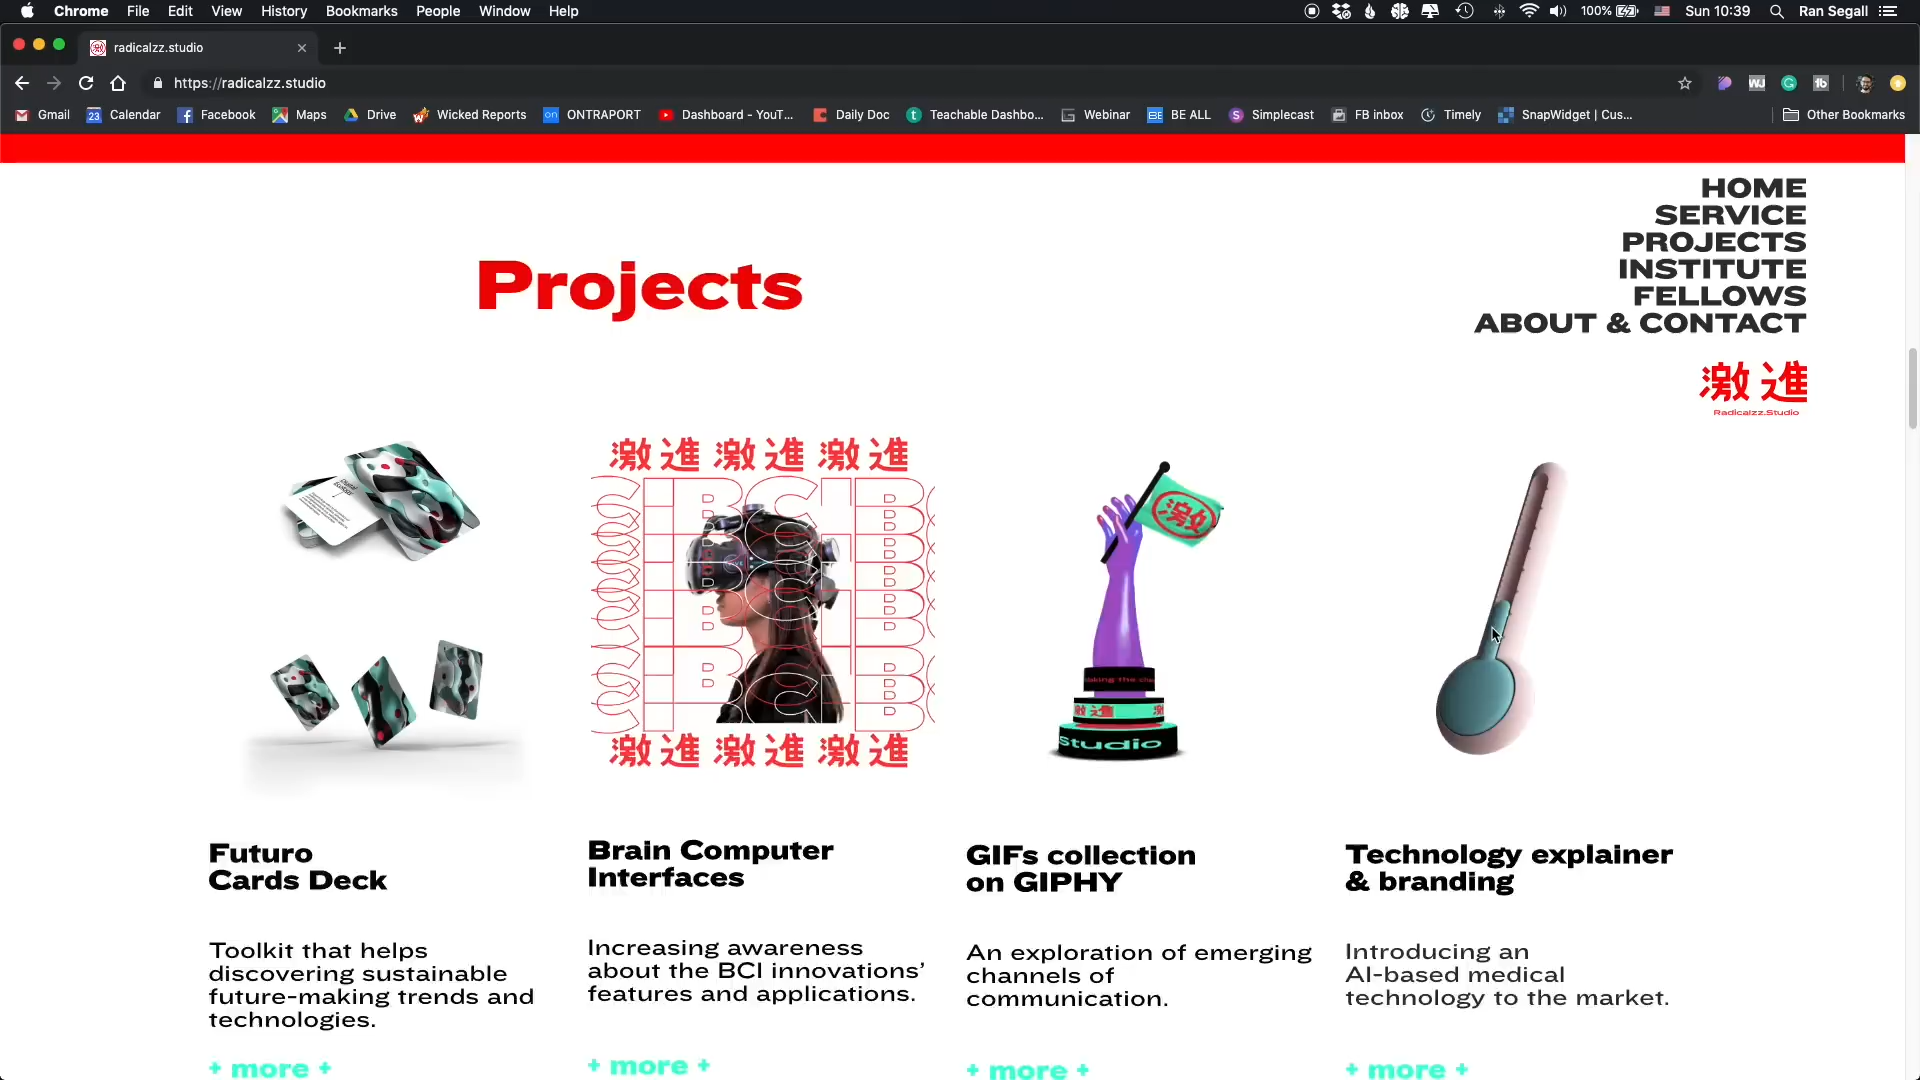 Chrome File Edit View History Bookmarks People Window Help
100% Sun 10:39 Ran Segall
radicalzz.studio
https://radicalzz.studio
Gmail Calendar Facebook Maps Drive Wicked Reports ONTRAPORT Dashboard - YouT... Daily Doc Teachable Dashbo... Webinar BE ALL Simplecast FB inbox Timely SnapWidget | Cus... Other Bookmarks
HOME
SERVICE
PROJECTS
INSTITUTE
FELLOWS
ABOUT & CONTACT
激進
Radicalzz.Studio
Projects
激進激進激進
BCI
激進激進激進
激
激進
Studio
Futuro
Cards Deck
Toolkit that helps
discovering sustainable
future-making trends and
technologies.
+ more +
Brain Computer
Interfaces
Increasing awareness
about the BCI innovations’
features and applications.
+ more +
GIFs collection
on GIPHY
An exploration of emerging
channels of
communication.
+ more +
Technology explainer
& branding
Introducing an
AI-based medical
technology to the market.
+ more +